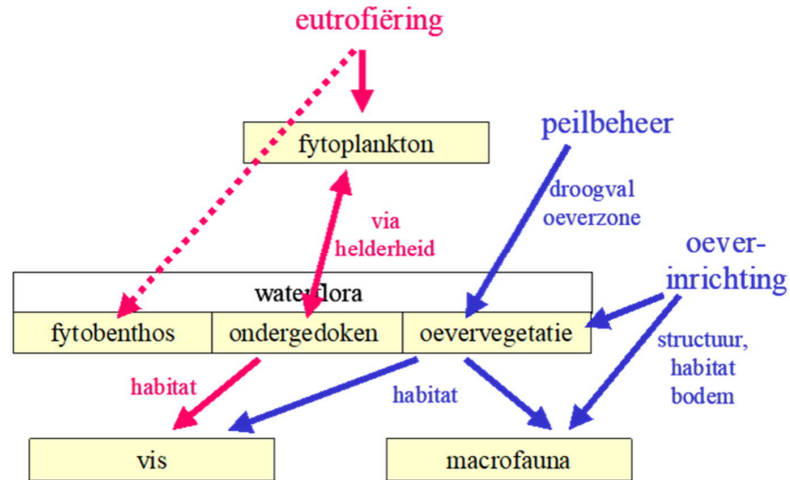 eutrofiëring
fytoplankton
peilbeheer
droogval
oeverzone
via
helderheid
oever-
inrichting
waterflora
fytobenthos
ondergedoken
oevervegetatie
structuur,
habitat
bodem
habitat
habitat
vis
macrofauna